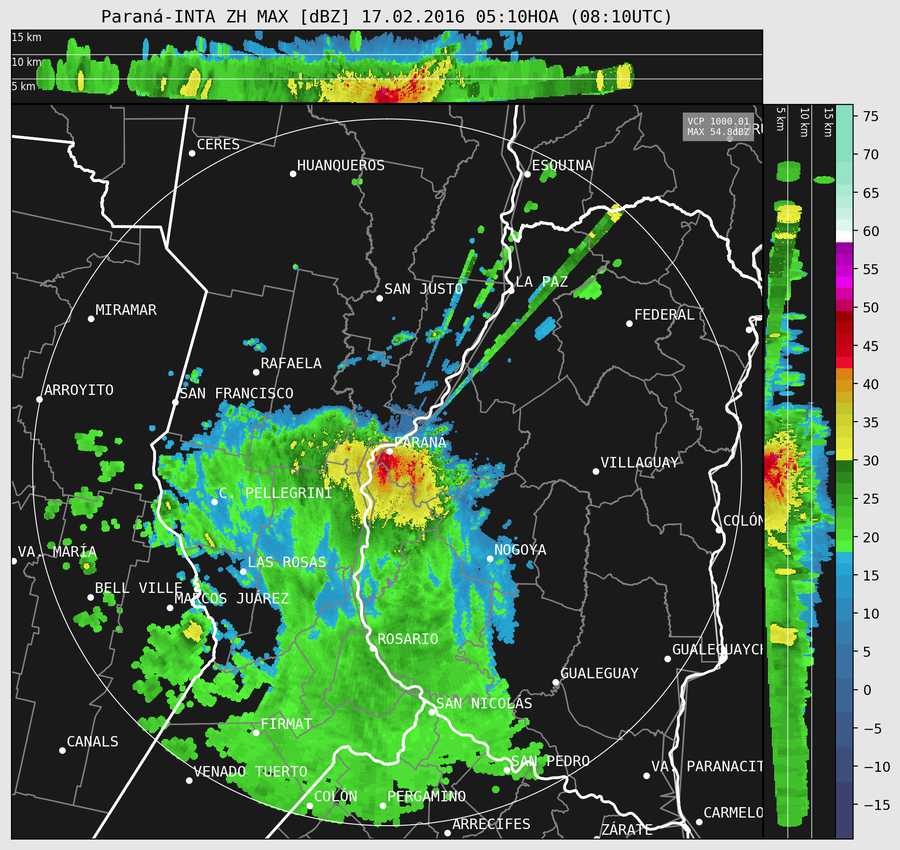 Paraná-INTA ZH MAX [dBZ] 17.02.2016 05:10HOA (08:10UTC)
15 km
10 km
5 km
VCP 1000.01
MAX 54.8dBZ
5 km
10 km
15 km
CERES
HUANQUEROS
ESQUINA
SAN JUSTO
LA PAZ
MIRAMAR
FEDERAL
RAFAELA
ARROYITO
SAN FRANCISCO
PARANÁ
VILLAGUAY
C. PELLEGRINI
COLÓN
VA. MARÍA
NOGOYA
LAS ROSAS
BELL VILLE
MARCOS JUÁREZ
ROSARIO
GUALEGUAYCH
GUALEGUAY
SAN NICOLÁS
FIRMAT
CANALS
SAN PEDRO
VENADO TUERTO
VA. PARANACIT
COLÓN
PERGAMINO
CARMELO
ARRECIFES
ZÁRATE
75
70
65
60
55
50
45
40
35
30
25
20
15
10
5
0
−5
−10
−15